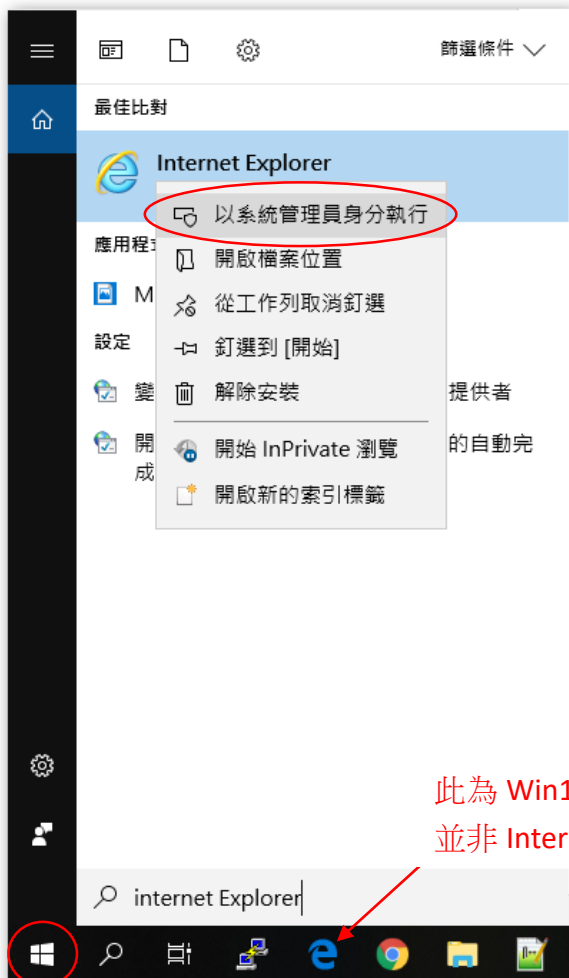 篩選條件
最佳比對
Internet Explorer
以系統管理員身分執行
應用程
開啟檔案位置
M
從工作列取消釘選
設定
釘選到 [開始]
變
解除安裝
提供者
開
開始 InPrivate 瀏覽
的自動完
成
開啟新的索引標籤
此為 Win1
並非 Inter
internet Explorer